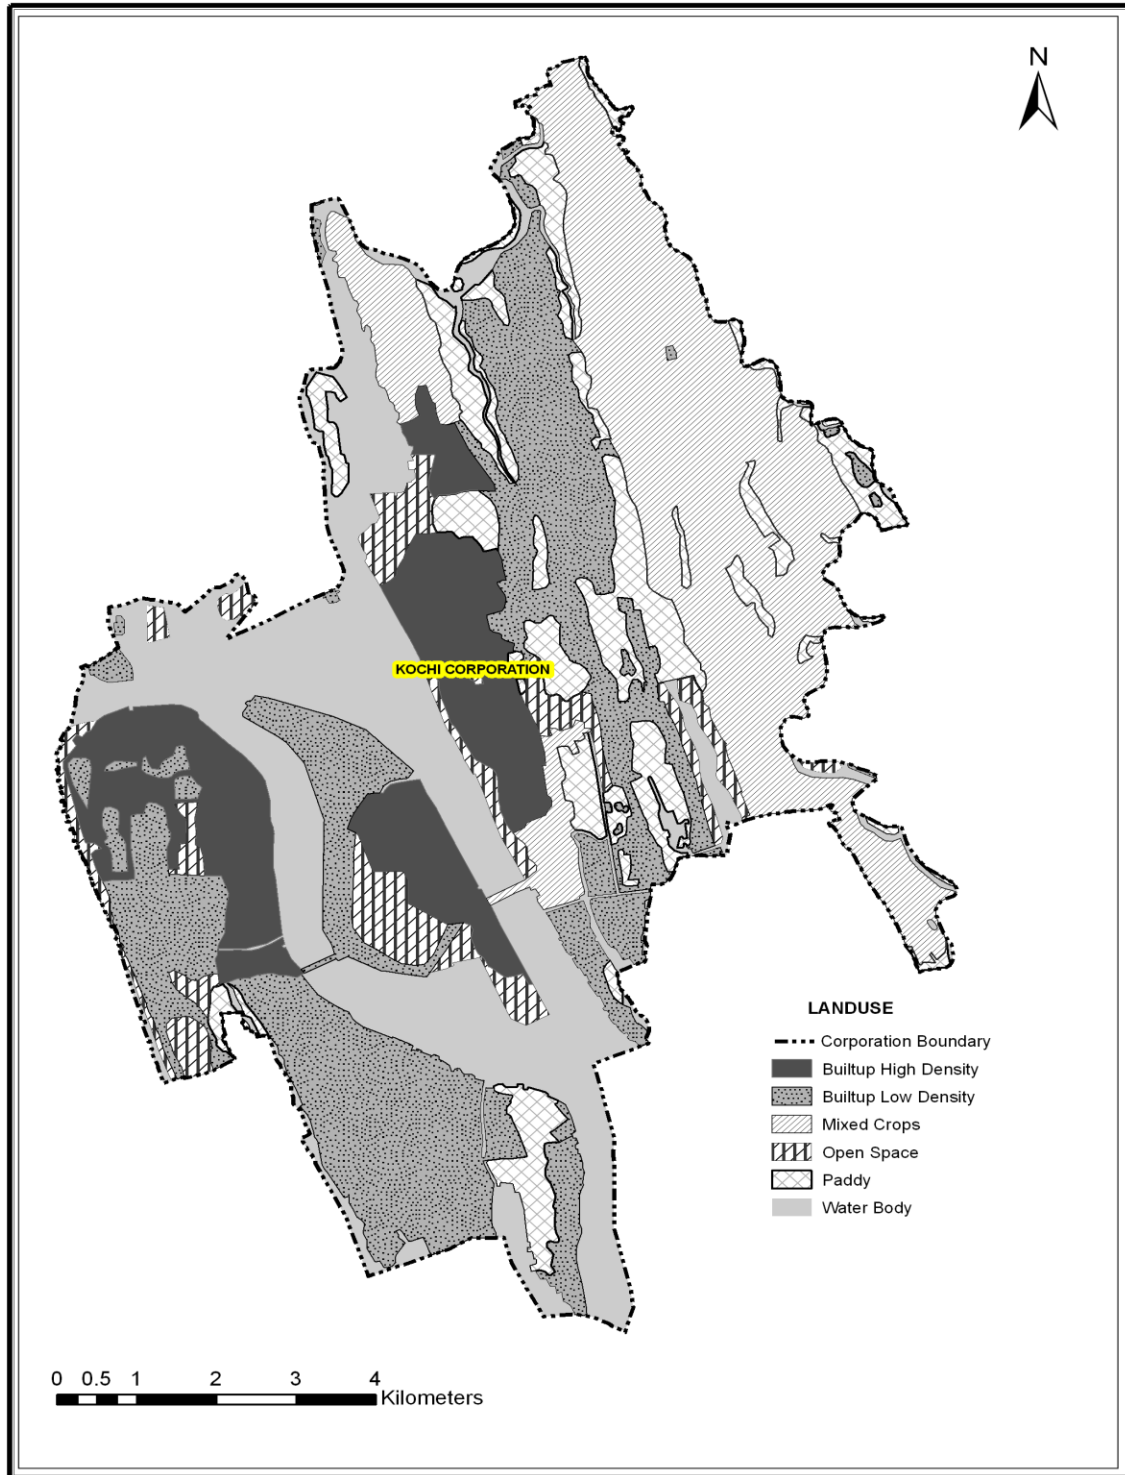 N
KOCHI CORPORATION
LANDUSE
Corporation Boundary
Builtup High Density
Builtup Low Density
Mixed Crops
Open Space
Paddy
Water Body
0 0.5 1 2 3 4
Kilometers